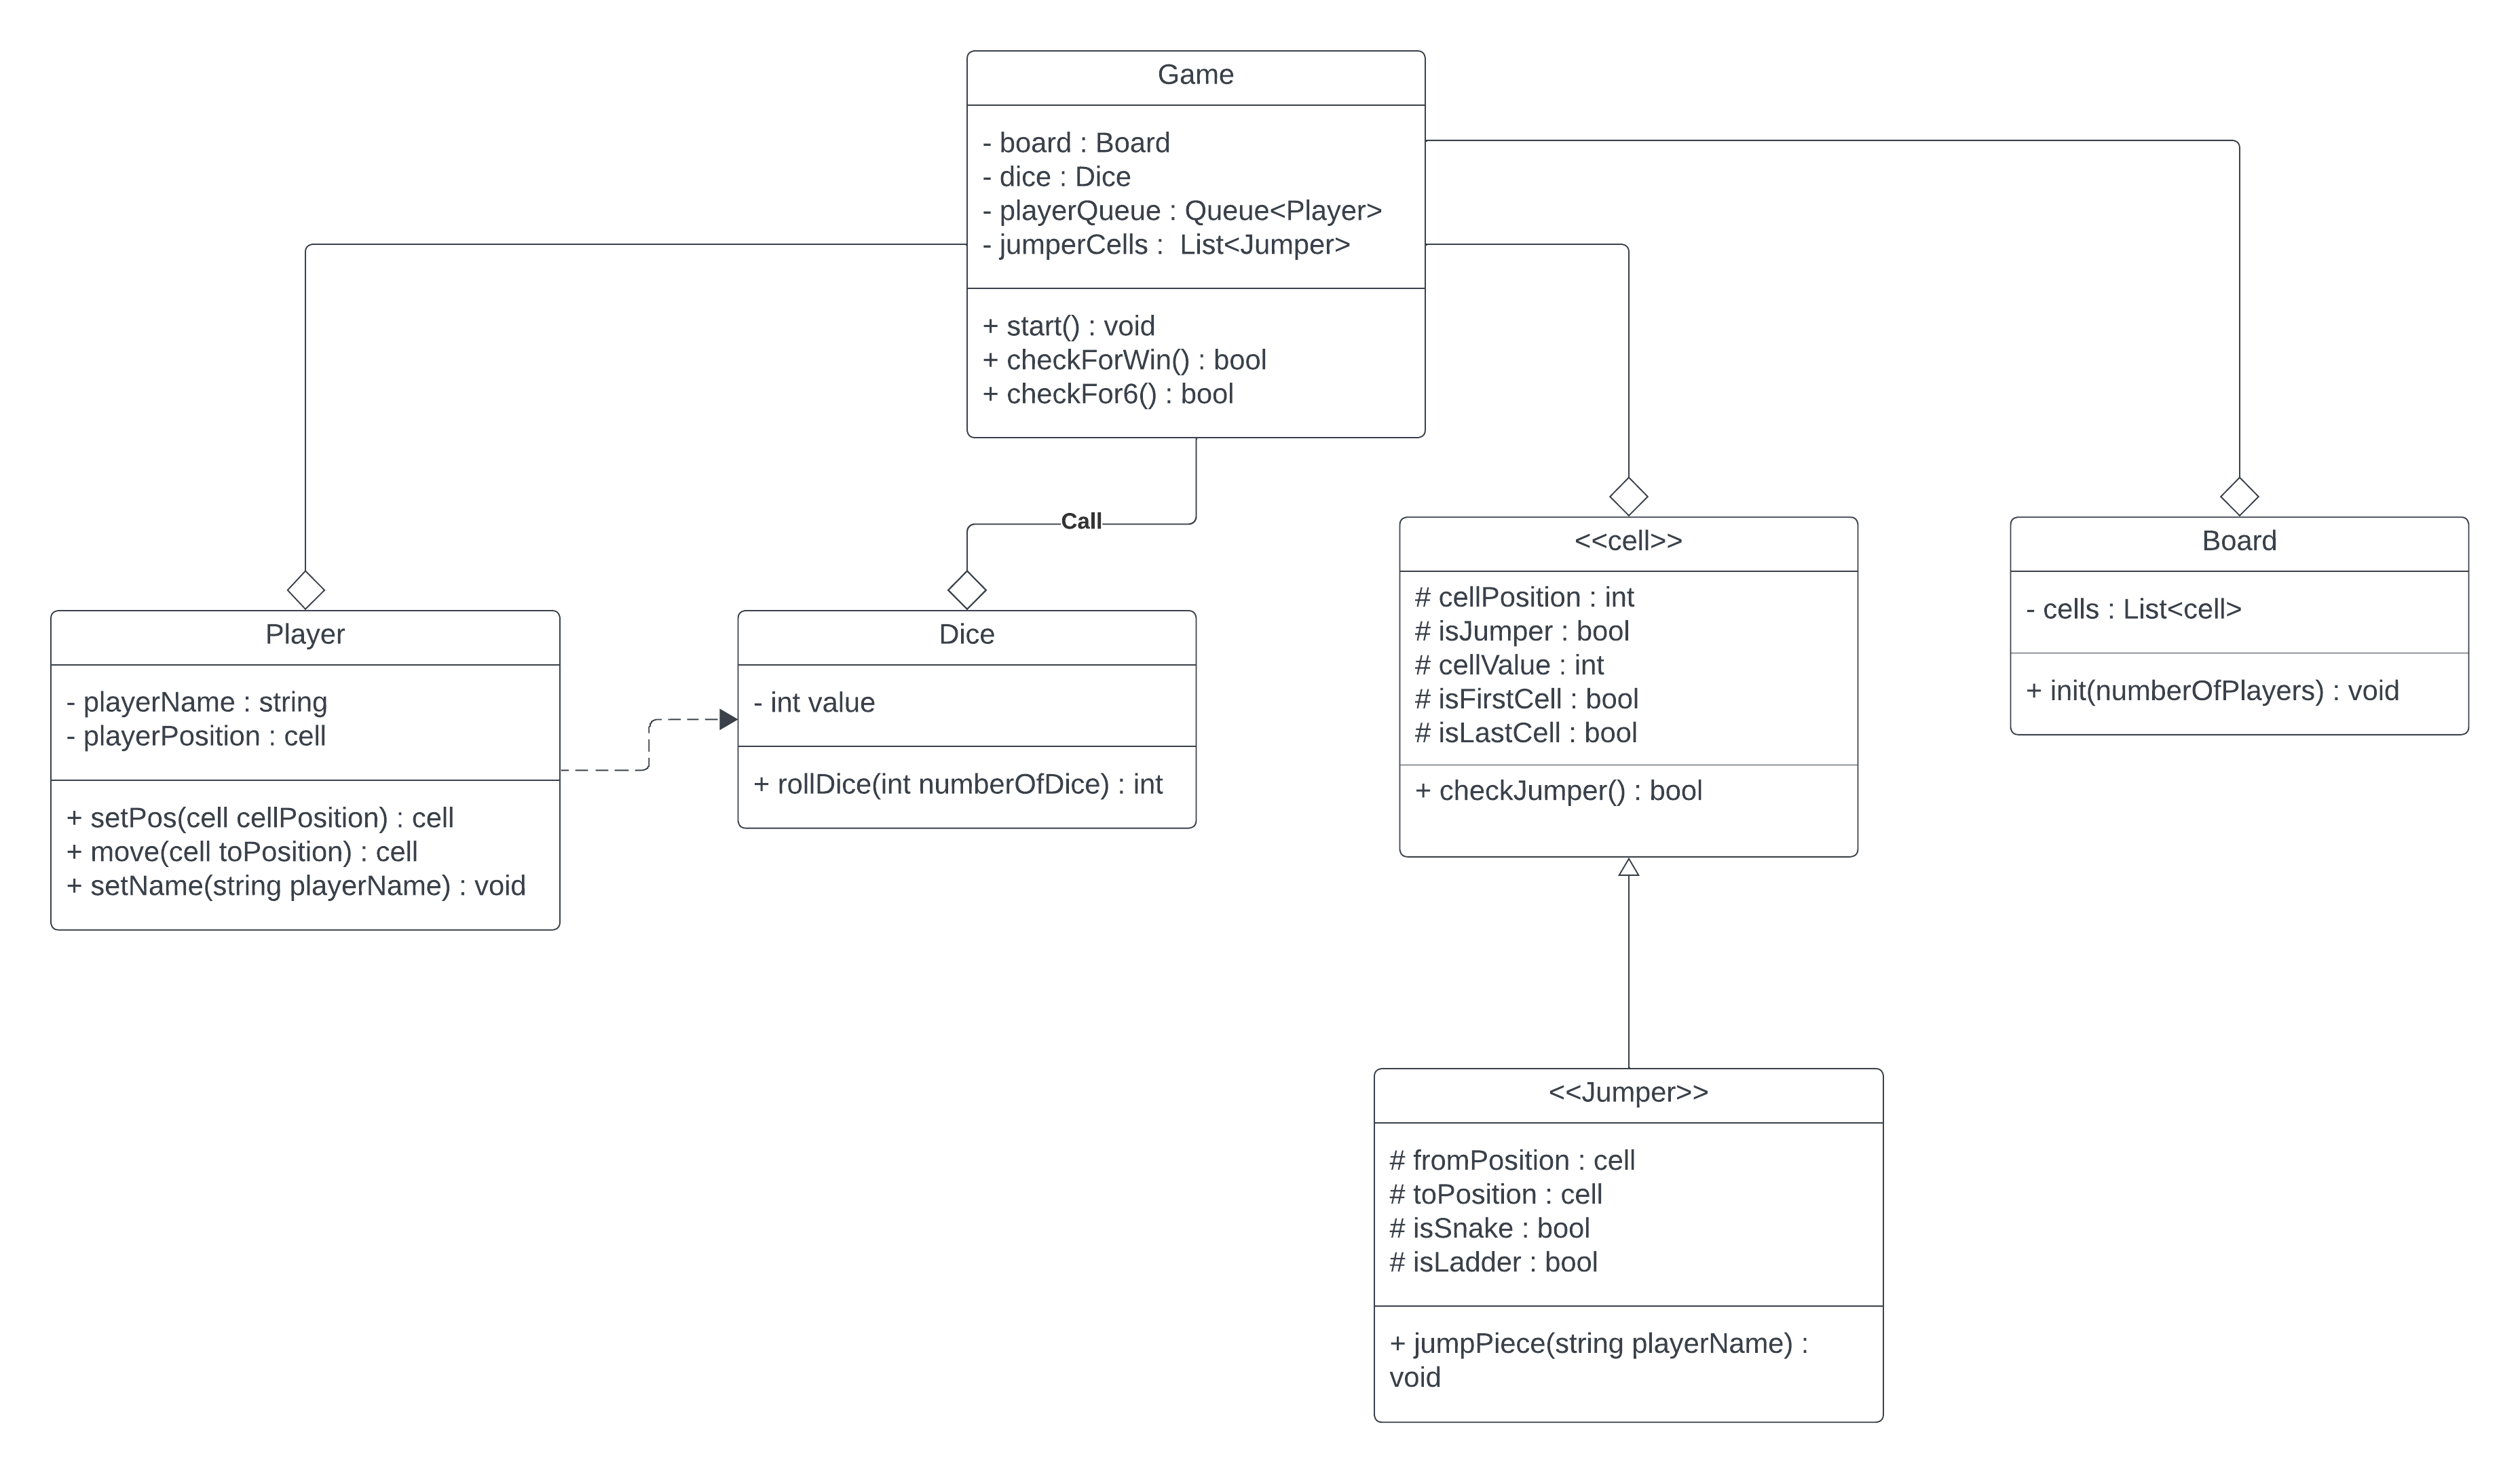 Game
- board : Board
- dice : Dice
- playerQueue : Queue<Player>
- jumperCells :  List<Jumper>
+ start() : void
+ checkForWin() : bool
+ checkFor6() : bool
Call
Player
- playerName : string
- playerPosition : cell
+ setPos(cell cellPosition) : cell
+ move(cell toPosition) : cell
+ setName(string playerName) : void
Dice
- int value
+ rollDice(int numberOfDice) : int
<<cell>>
# cellPosition : int
# isJumper : bool
# cellValue : int
# isFirstCell : bool
# isLastCell : bool
+ checkJumper() : bool
Board
- cells : List<cell>
+ init(numberOfPlayers) : void
<<Jumper>>
# fromPosition : cell
# toPosition : cell
# isSnake : bool
# isLadder : bool
+ jumpPiece(string playerName) :
void